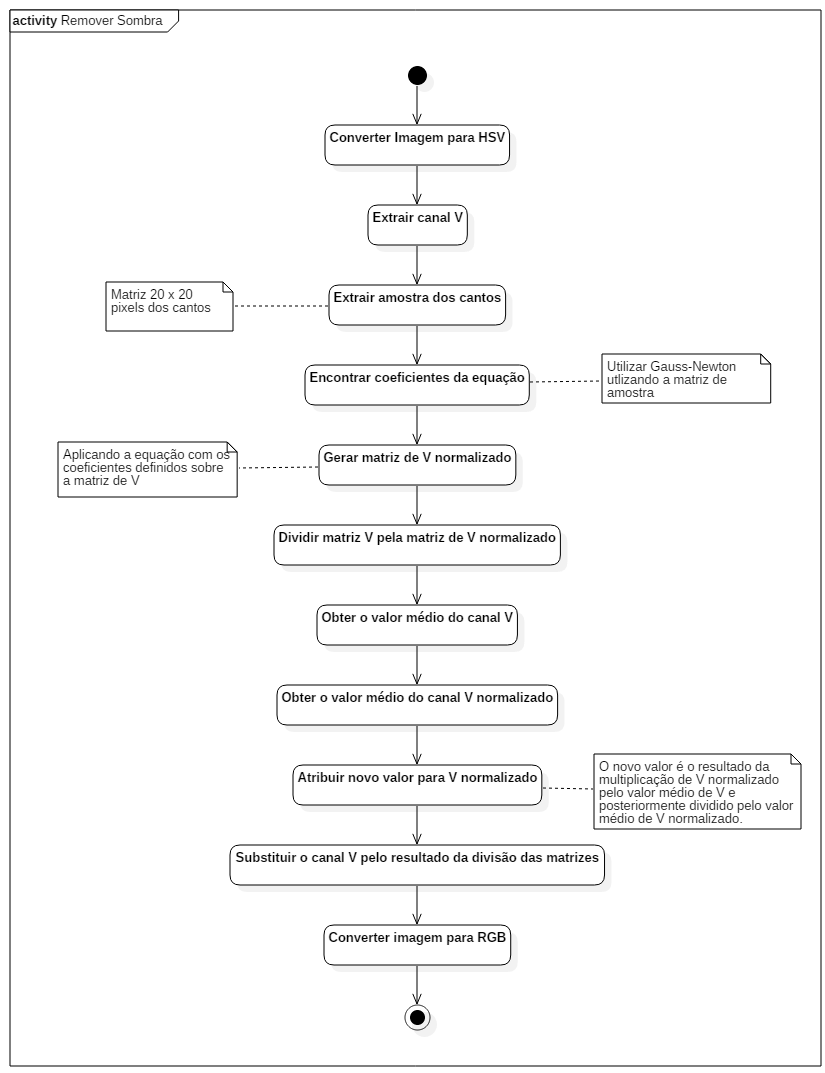 activity Remover Sombra
Converter Imagem para HSV
Extrair canal V
Matriz 20 x 20
pixels dos cantos
Extrair amostra dos cantos
Encontrar coeficientes da equação
Utilizar Gauss-Newton
utlizando a matriz de
amostra
Aplicando a equação com os
coeficientes definidos sobre
a matriz de V
Gerar matriz de V normalizado
Dividir matriz V pela matriz de V normalizado
Obter o valor médio do canal V
Obter o valor médio do canal V normalizado
Atribuir novo valor para V normalizado
O novo valor é o resultado da
multiplicação de V normalizado
pelo valor médio de V e
posteriormente dividido pelo valor
médio de V normalizado.
Substituir o canal V pelo resultado da divisão das matrizes
Converter imagem para RGB